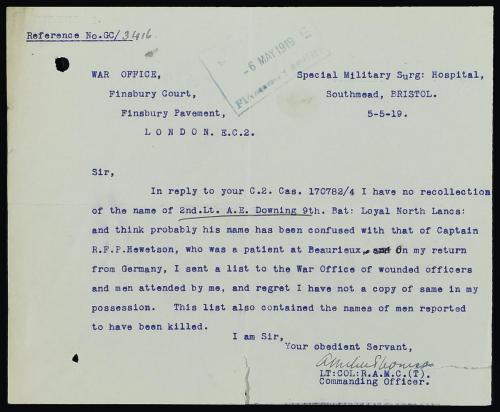 Reference No.GC/3416
-6 MAY 1919
WAR OFFICE,
Special Military Surg: Hospital,
Finsbury Court,
Southmead, BRISTOL.
Finsbury Pavement,
5-5-19.
LONDON. E.C.2.
Sir,
In reply to your C.2. Cas. 170782/4 I have no recollection
of the name of 2nd.Lt. A.E. Downing 9th. Bat: Loyal North Lancs:
and think probably his name has been confused with that of Captain
R.F.P.Hewetson, who was a patient at Beaurieux, and On my return
from Germany, I sent a list to the War Office of wounded officers
and men attended by me, and regret I have not a copy of same in my
possession. This list also contained the names of men reported
to have been killed.
I am Sir,
Your obedient Servant,
LT:COL:R.A.M.C.(T).
Commanding Officer.